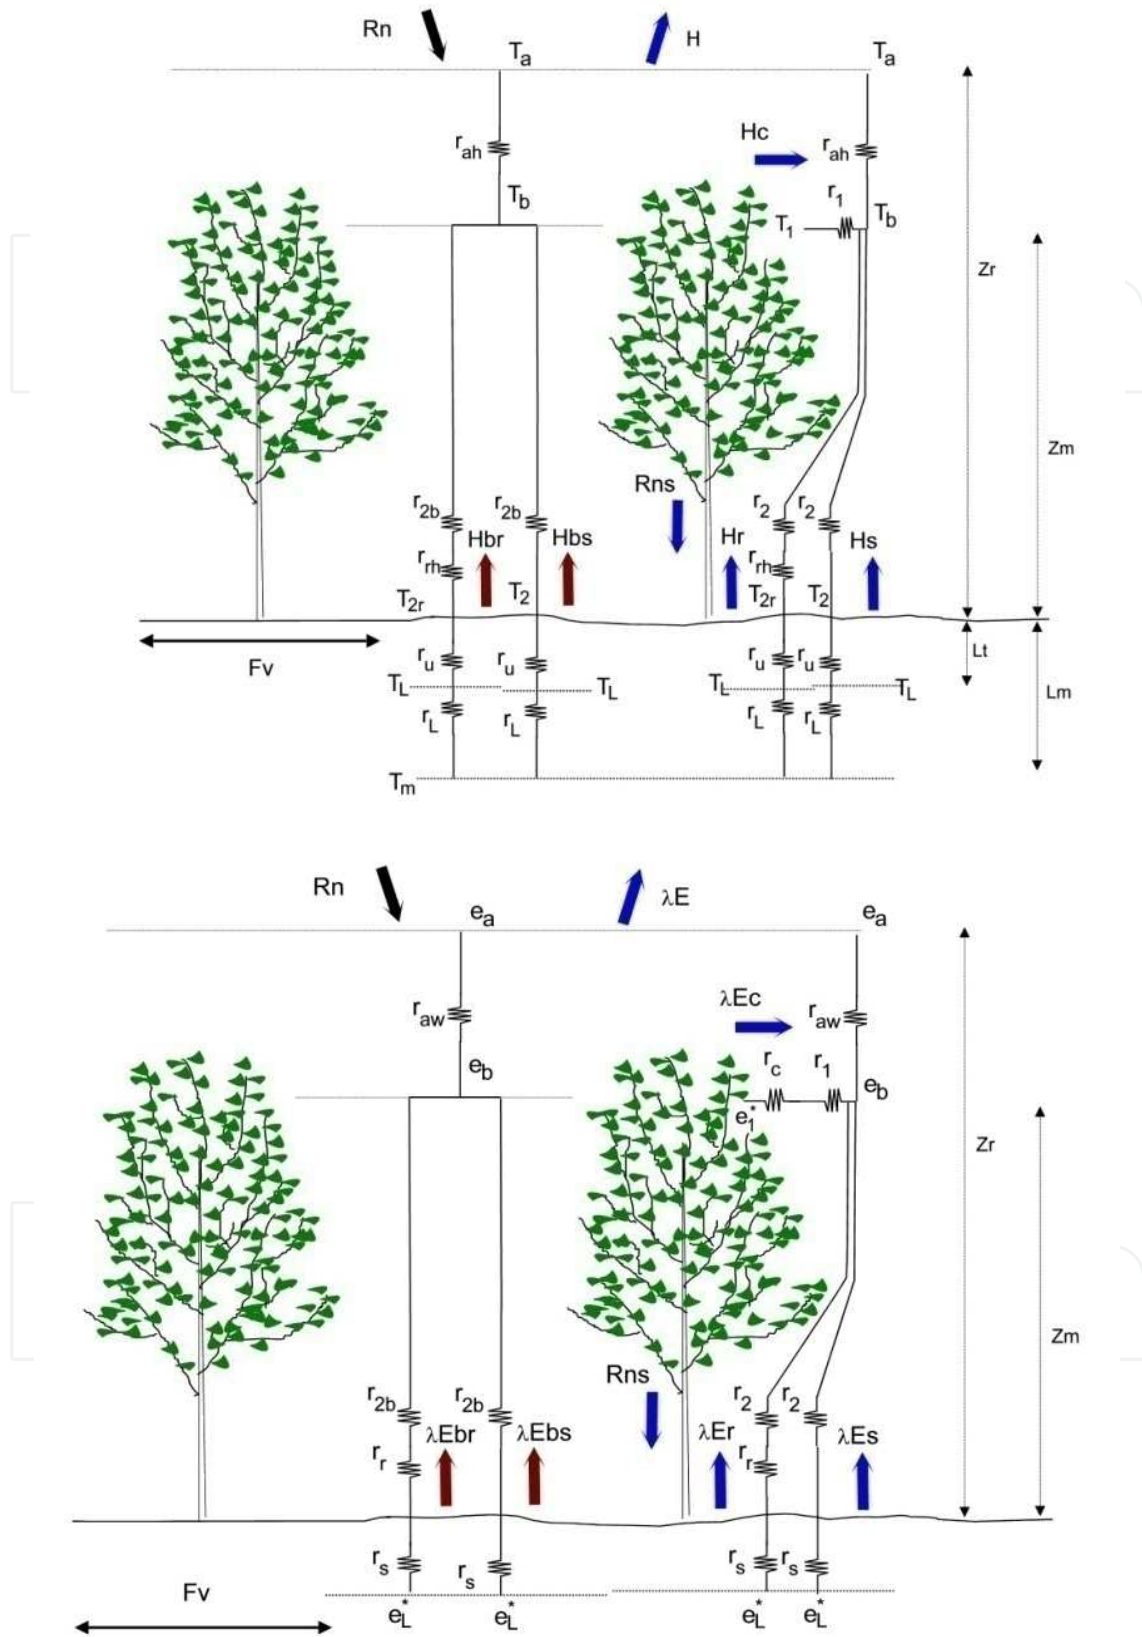 Rn
H
Ta
Ta
Hc
rah
rah
r1
Tb
T1
Tb
Zr
Zm
Rns
r2b
r2b
r2
r2
Hbr
Hbs
Hr
Hs
rrh
rrh
T2r
T2
T2r
T2
Fv
ru
ru
ru
ru
Lt
TL
TL
TL
TL
Lm
rL
rL
rL
rL
Tm
Rn
λE
ea
ea
λEc
raw
raw
rc
r1
eb
eb
e1*
Zr
Zm
Rns
r2b
r2b
r2
r2
λEbr
λEbs
λEr
λEs
rr
rr
rs
rs
rs
rs
Fv
eL*
eL*
eL*
eL*